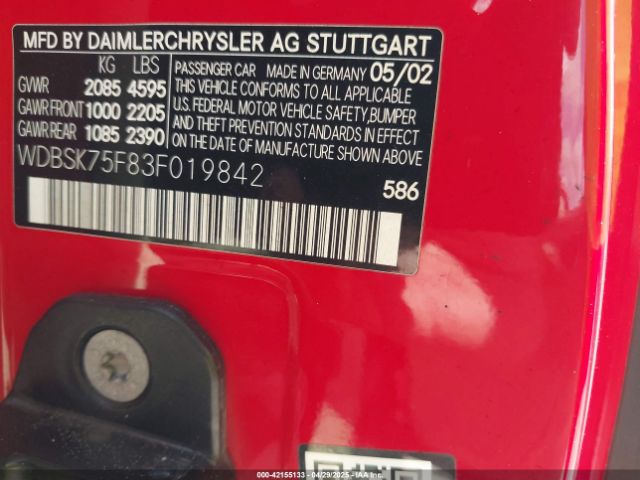 MFD BY DAIMLERCHRYSLER AG STUTTGART
KG LBS
GVWR 2085 4595
GAWR FRONT 1000 2205
GAWR REAR 1085 2390
PASSENGER CAR MADE IN GERMANY 05/02
THIS VEHICLE CONFORMS TO ALL APPLICABLE
U.S. FEDERAL MOTOR VEHICLE SAFETY, BUMPER
AND THEFT PREVENTION STANDARDS IN EFFECT
ON THE DATE OF MANUFACTURE SHOWN ABOVE
WDBSK75F83F019842
586
000-42155133 - 04/29/2025 - IAAI.COM